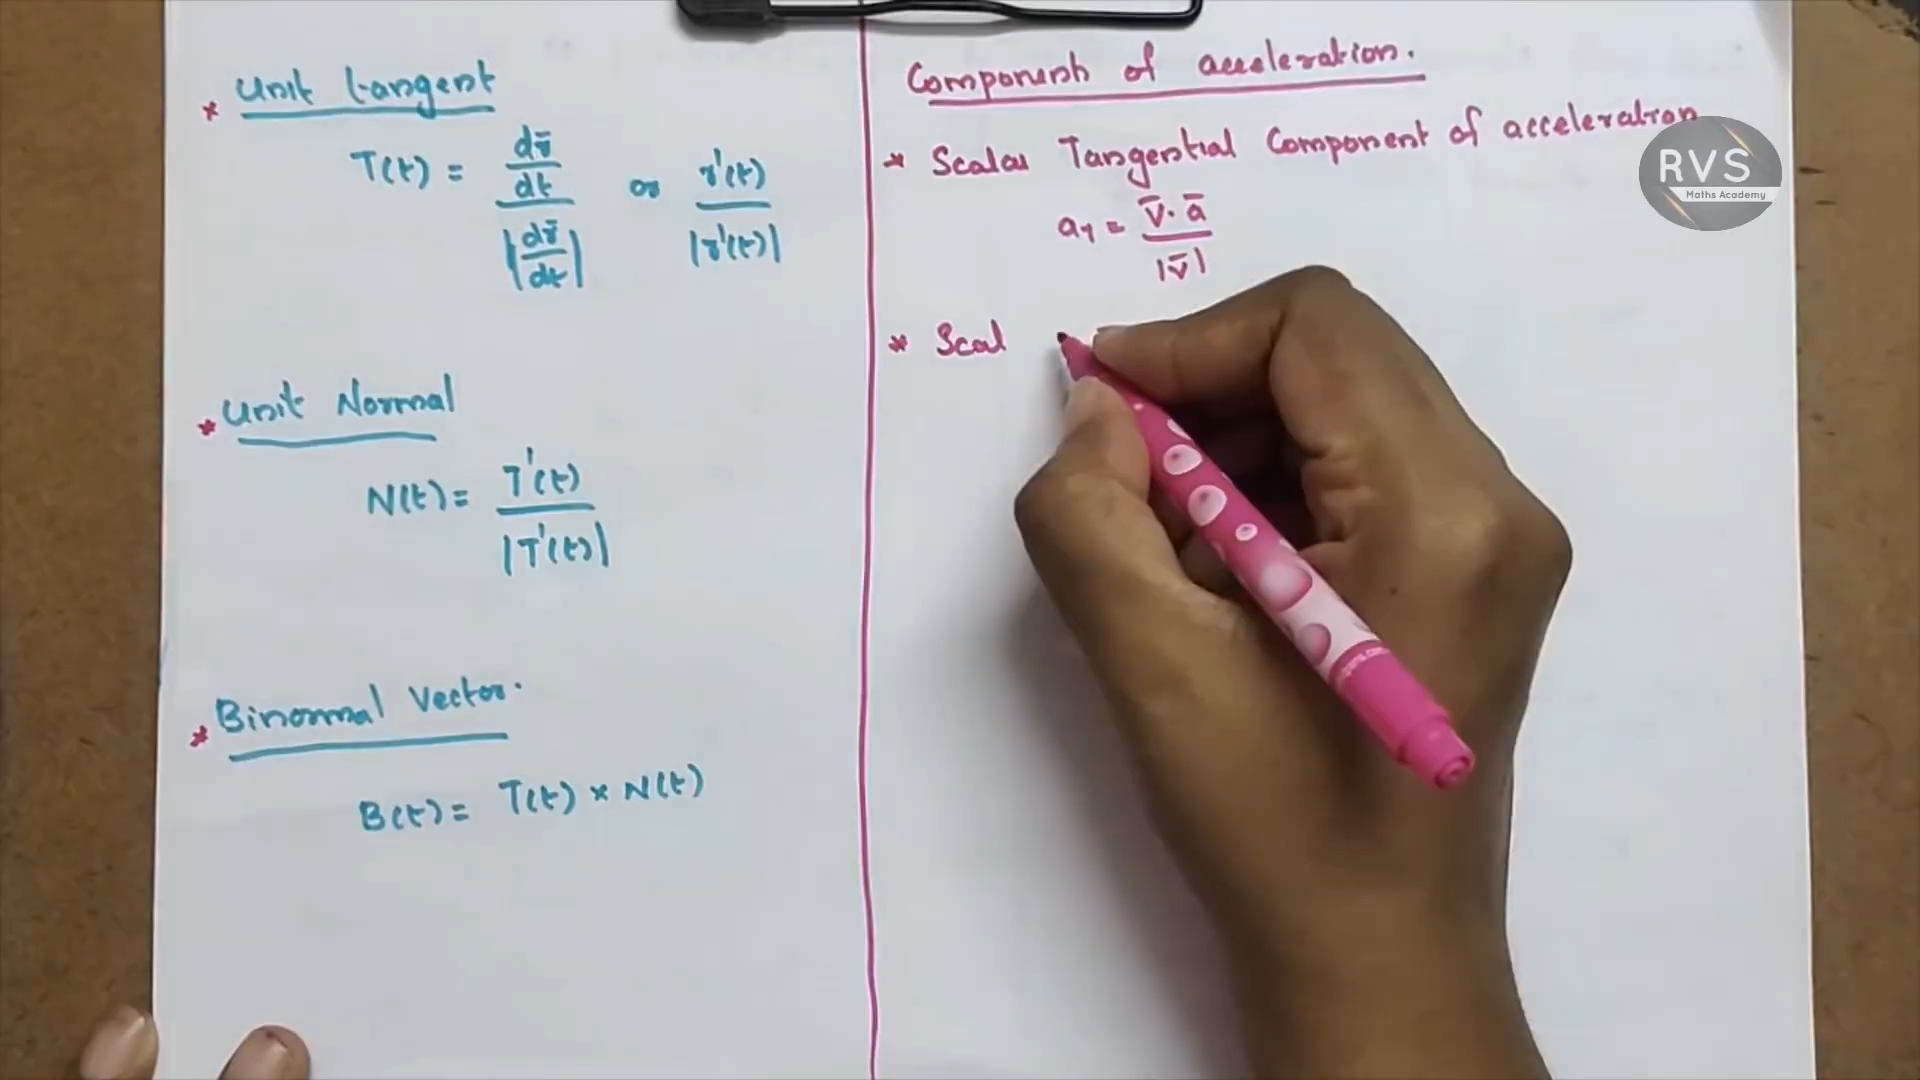 * Unit tangent
T(t) = dr̄/dt / |dr̄/dt| or r'(t) / |r'(t)|
* Unit Normal
N(t) = T'(t) / |T'(t)|
* Binormal Vector.
B(t) = T(t) × N(t)
Components of acceleration.
* Scalar Tangential Component of acceleration
aT = v̄ · ā / |v̄|
* Scal
RVS
Maths Academy